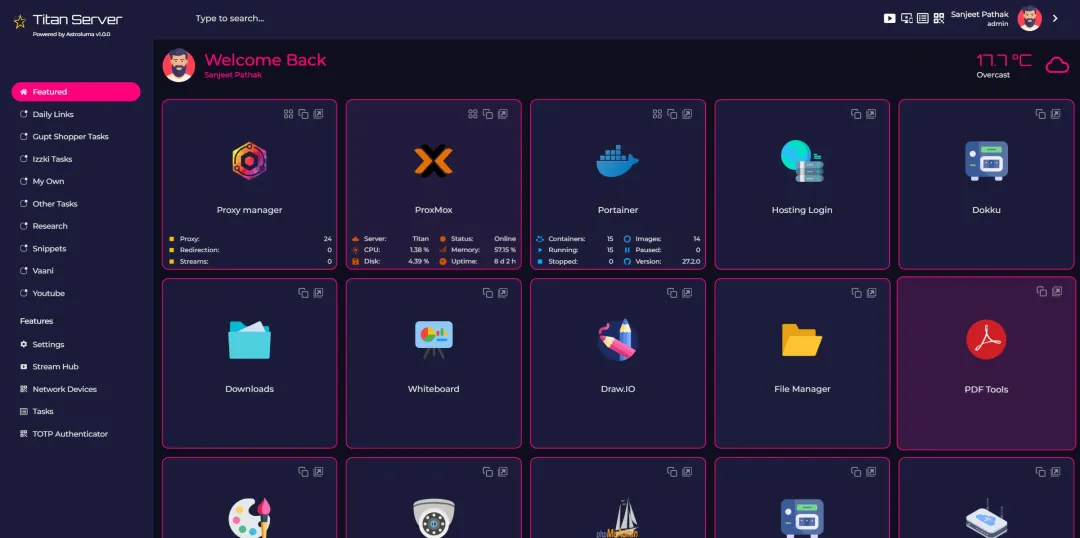 Titan Server
Powered by Astroluma v1.0.0
Type to search...
Sanjeet Pathak
admin
Welcome Back
Sanjeet Pathak
17.7 °C
Overcast
Featured
Daily Links
Gupt Shopper Tasks
Izzki Tasks
My Own
Other Tasks
Research
Snippets
Vaani
Youtube
Features
Settings
Stream Hub
Network Devices
Tasks
TOTP Authenticator
Proxy manager
Proxy: 24
Redirection: 0
Streams: 0
ProxMox
Server: Titan Status: Online
CPU: 1.38 % Memory: 57.15 %
Disk: 4.39 % Uptime: 8 d 2 h
Portainer
Containers: 15 Images: 14
Running: 15 Paused: 0
Stopped: 0 Version: 27.2.0
Hosting Login
Dokku
Downloads
Whiteboard
Draw.IO
File Manager
PDF Tools